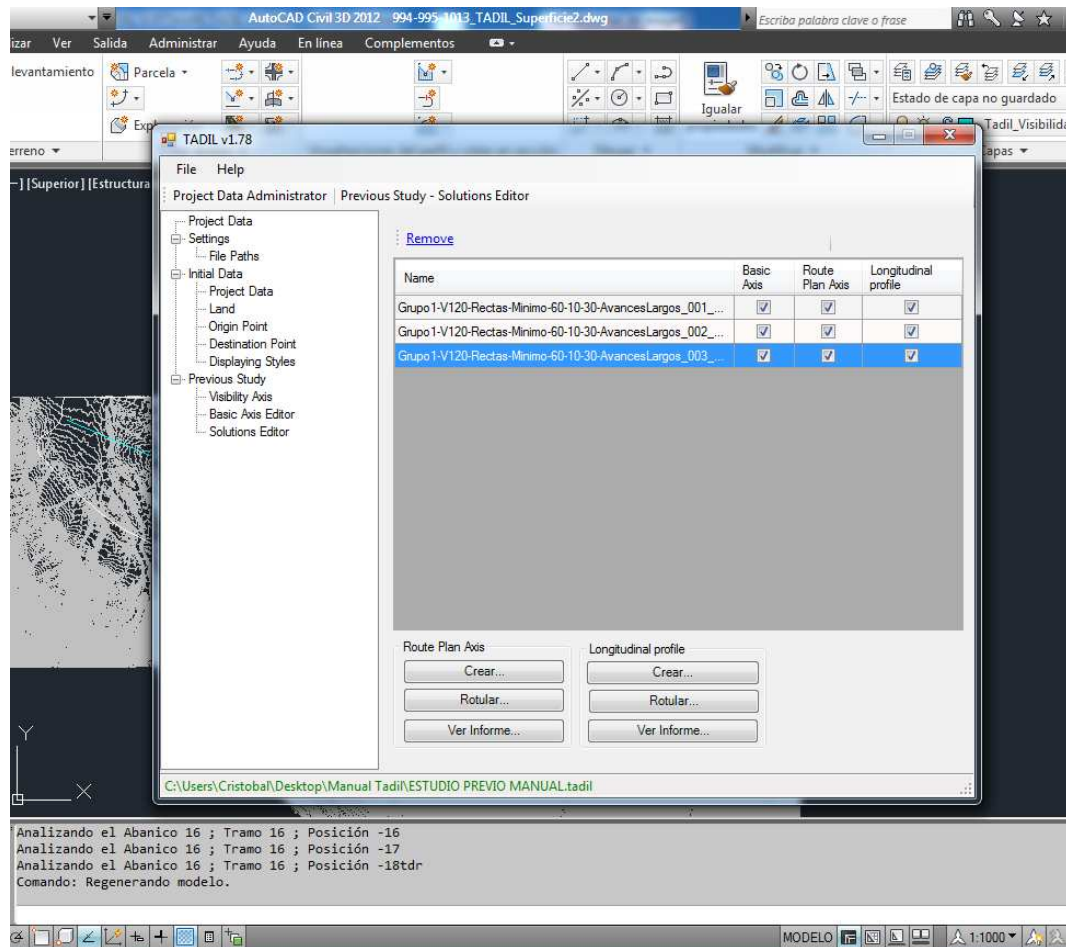 AutoCAD Civil 3D 2012 994-995-1013_TADIL_Superficie2.dwg
Escriba palabra clave o frase
izar Ver Salida Administrar Ayuda En línea Complementos
levantamiento Parcela
Igualar
Estado de capa no guardado
Exp
Tadil_Visibilida
erreno
apas
TADIL v1.78
File Help
Project Data Administrator Previous Study - Solutions Editor
[Superior] [Estructura
Project Data
Settings
File Paths
Initial Data
Project Data
Land
Origin Point
Destination Point
Displaying Styles
Previous Study
Visibility Axis
Basic Axis Editor
Solutions Editor
Remove
Name Basic Axis Route Plan Axis Longitudinal profile
Grupo1-V120-Rectas-Minimo-60-10-30-AvancesLargos_001_...
Grupo1-V120-Rectas-Minimo-60-10-30-AvancesLargos_002_...
Grupo1-V120-Rectas-Minimo-60-10-30-AvancesLargos_003_...
Route Plan Axis
Crear...
Rotular...
Ver Informe...
Longitudinal profile
Crear...
Rotular...
Ver Informe...
Y
X
C:\Users\Cristobal\Desktop\Manual Tadil\ESTUDIO PREVIO MANUAL.tadil
Analizando el Abanico 16 ; Tramo 16 ; Posición -16
Analizando el Abanico 16 ; Tramo 16 ; Posición -17
Analizando el Abanico 16 ; Tramo 16 ; Posición -18tdr
Comando: Regenerando modelo.
MODELO
1:1000